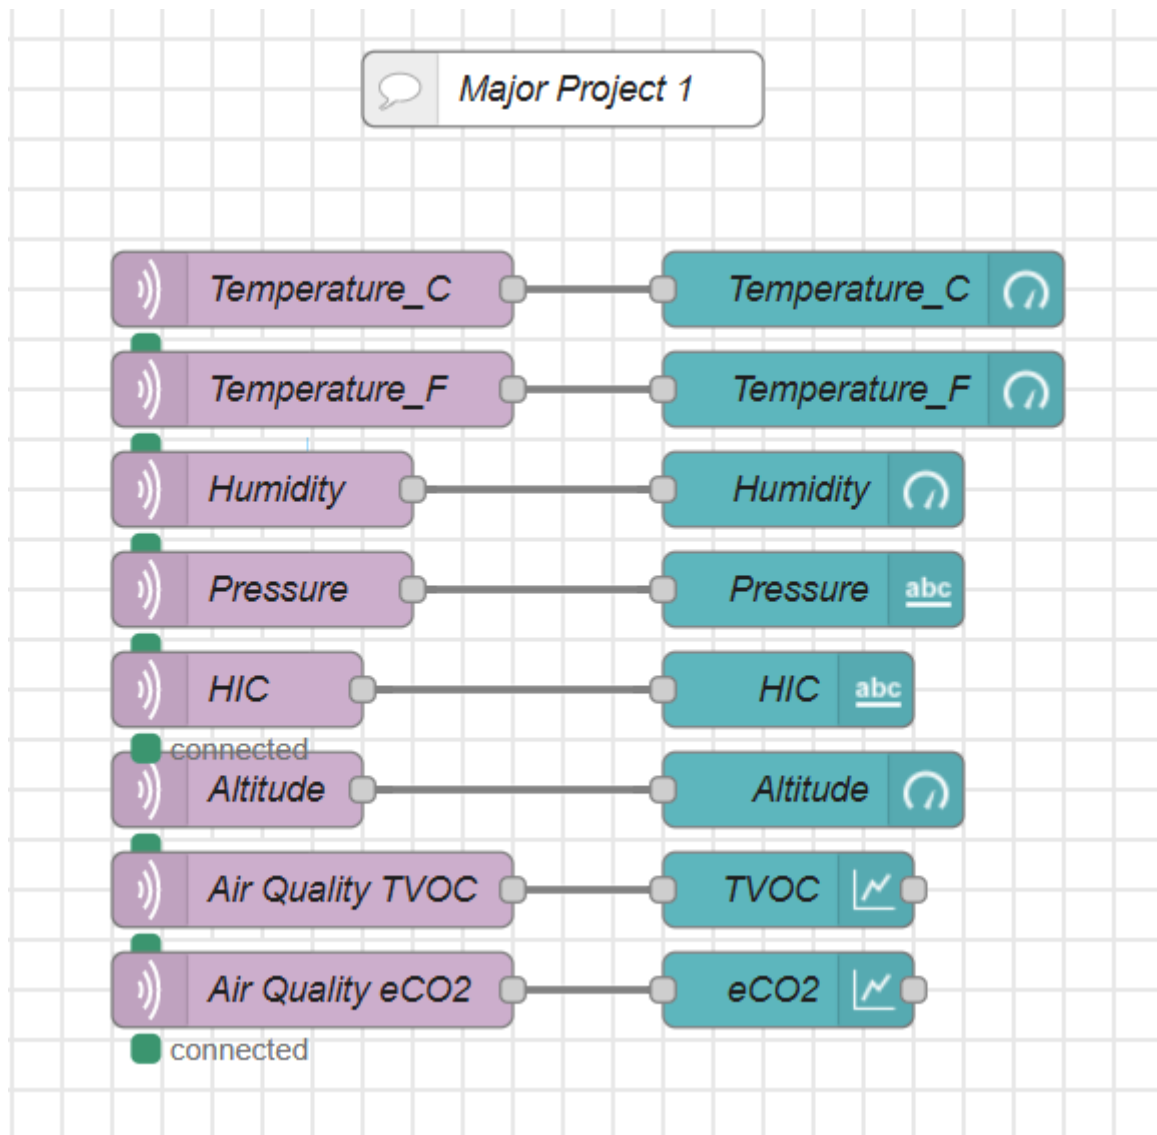 Major Project 1
Temperature_C Temperature_C
Temperature_F Temperature_F
Humidity Humidity
Pressure Pressure abc
HIC HIC abc
connected
Altitude Altitude
Air Quality TVOC TVOC
Air Quality eCO2 eCO2
connected